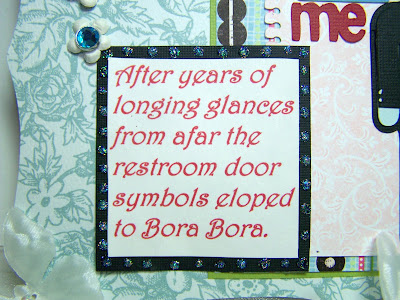 me
After years of
longing glances
from afar the
restroom door
symbols eloped
to Bora Bora.